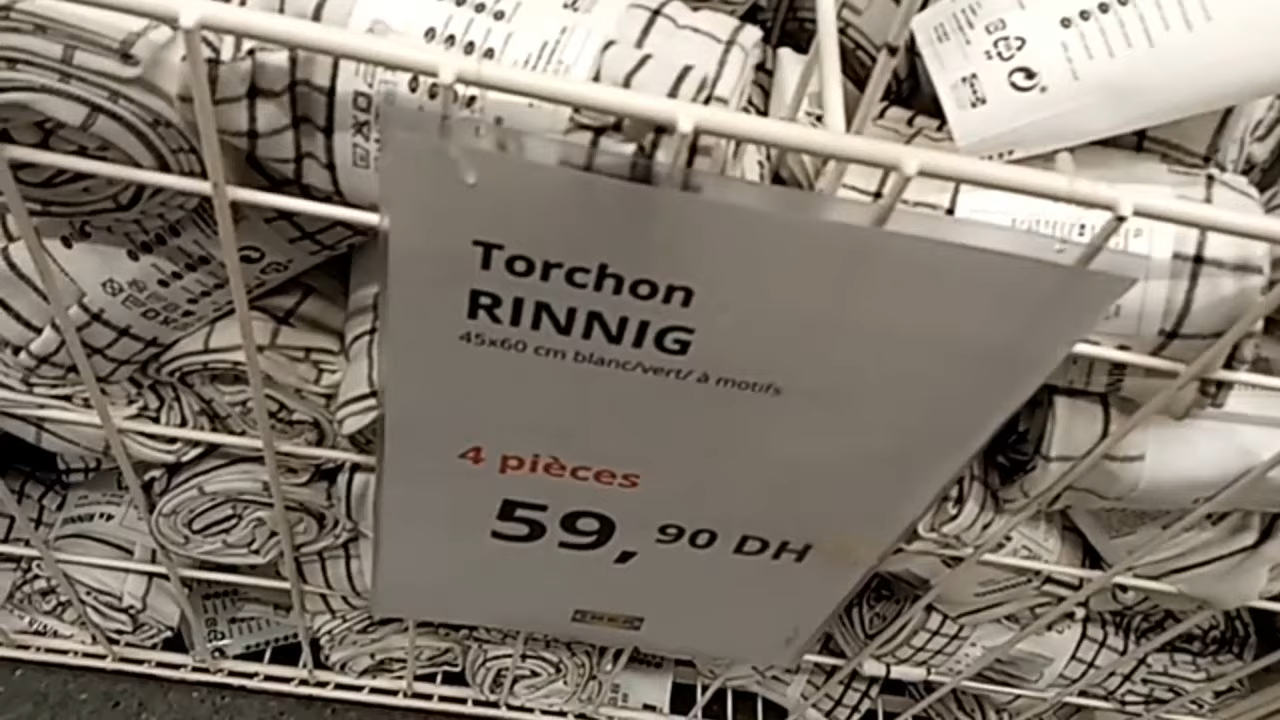 Torchon
RINNIG
45x60 cm blanc/vert/ à motifs
4 pièces
59,90 DH